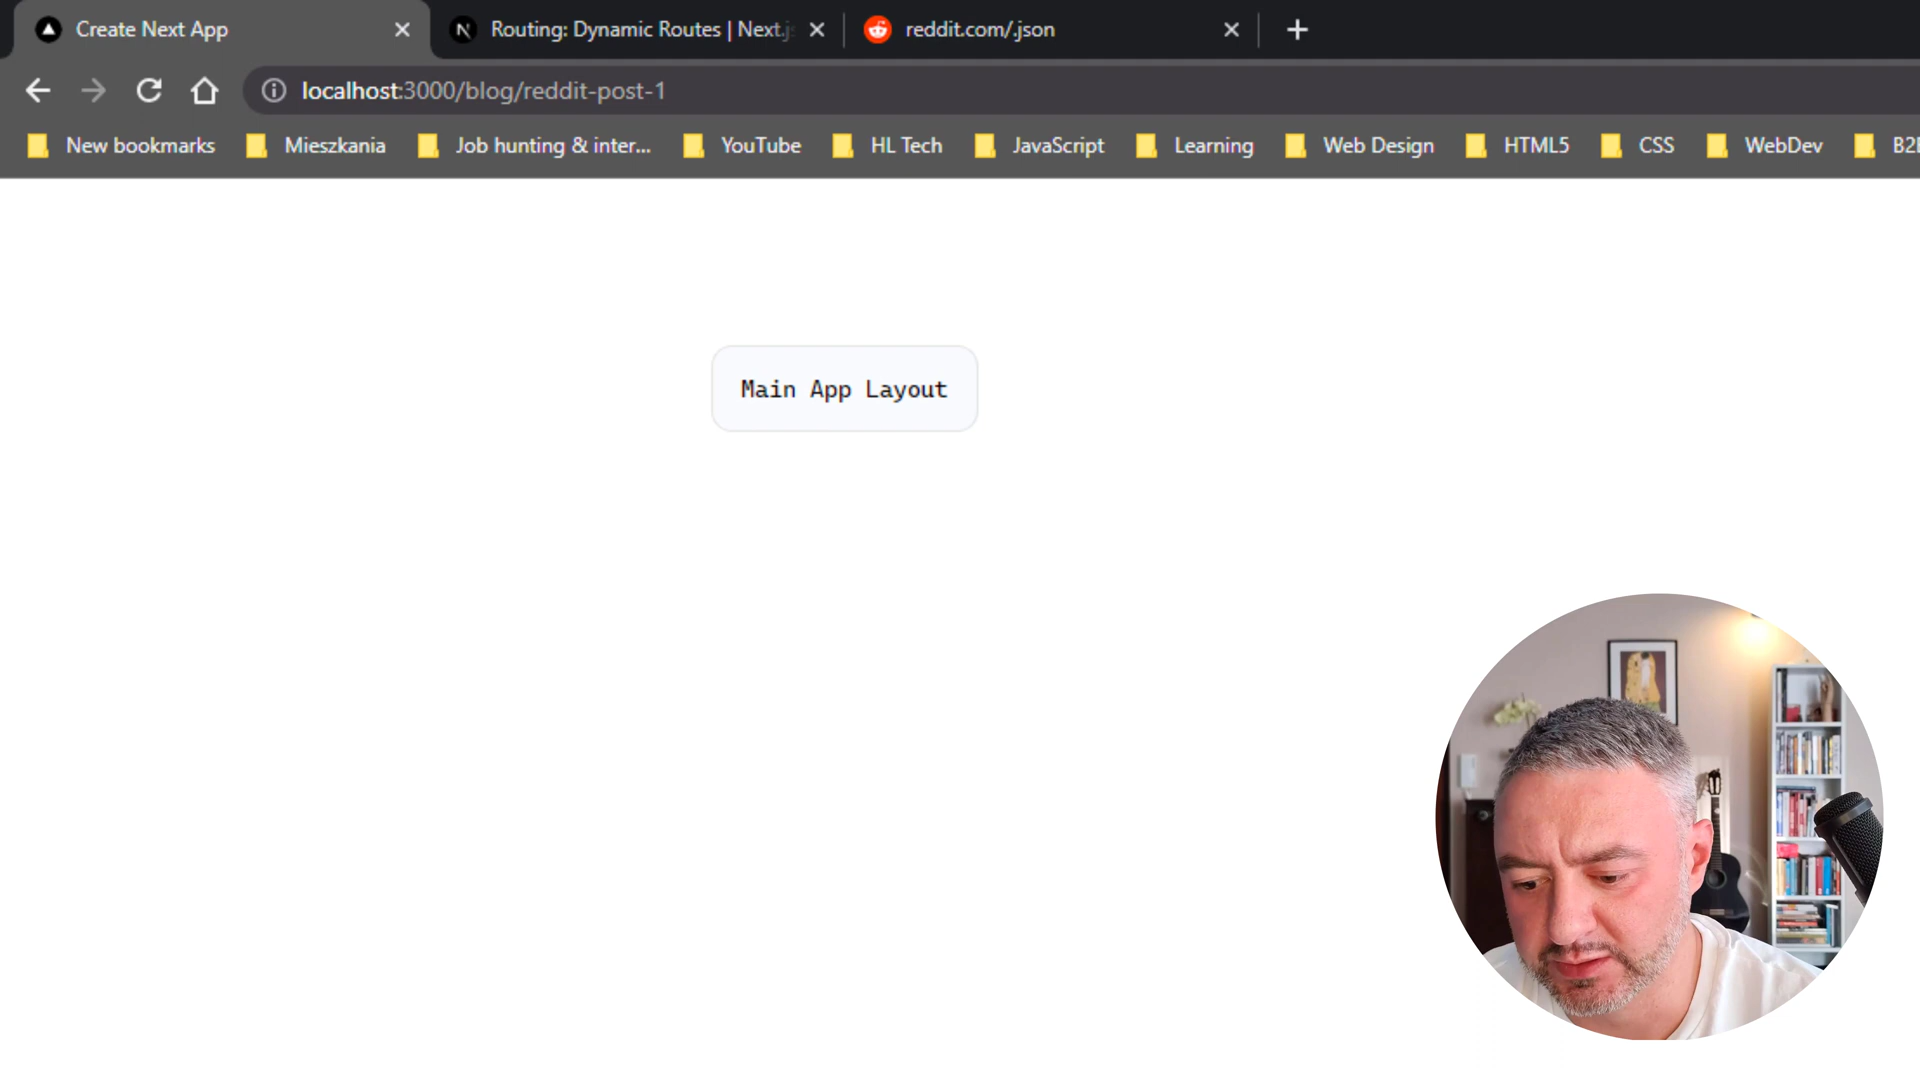 Create Next App
Routing: Dynamic Routes | Next.js
reddit.com/.json
localhost:3000/blog/reddit-post-1
New bookmarks
Mieszkania
Job hunting & inter...
YouTube
HL Tech
JavaScript
Learning
Web Design
HTML5
CSS
WebDev
Main App Layout